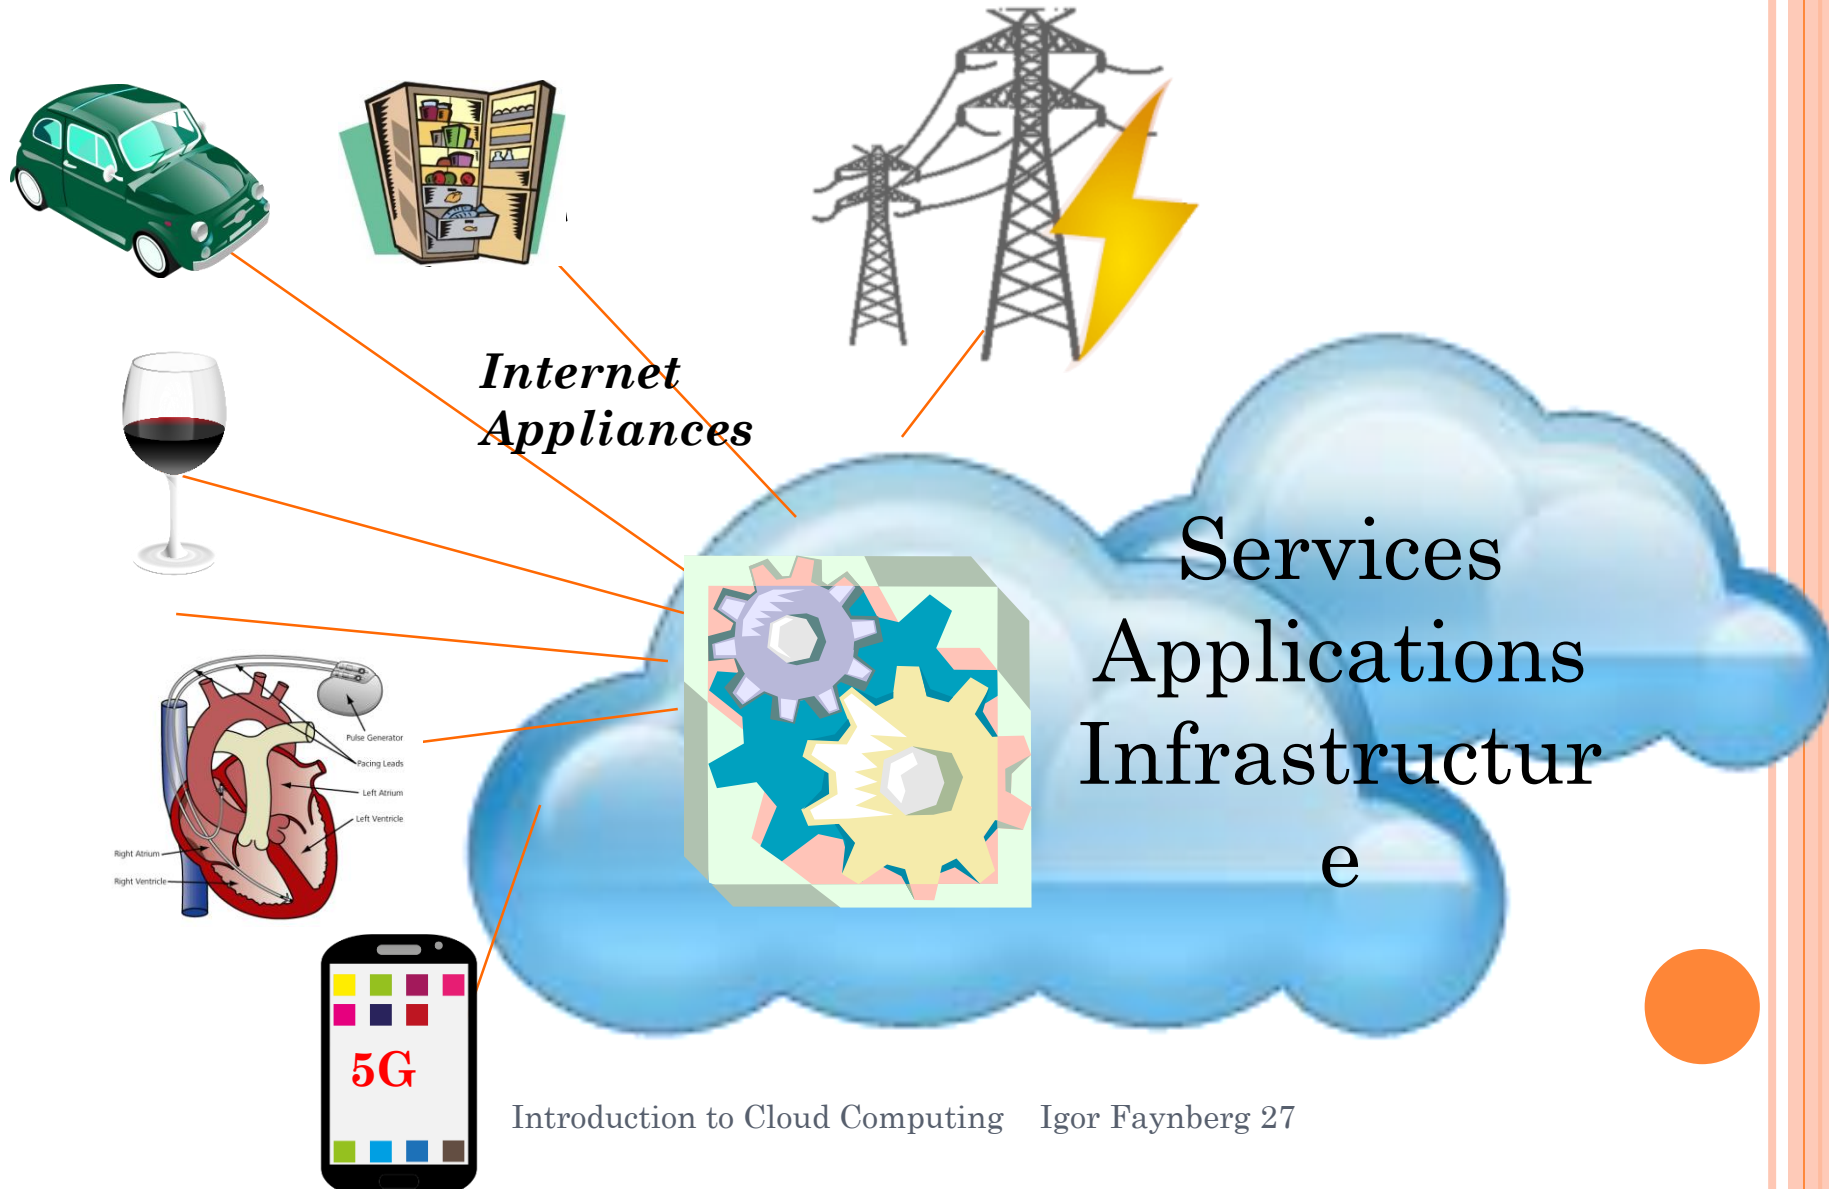 Internet
Appliances
Services
Applications
Infrastructur
e
Pulse Generator
Pacing Leads
Left Atrium
Left Ventricle
Right Atrium
Right Ventricle
5G
Introduction to Cloud Computing Igor Faynberg 27